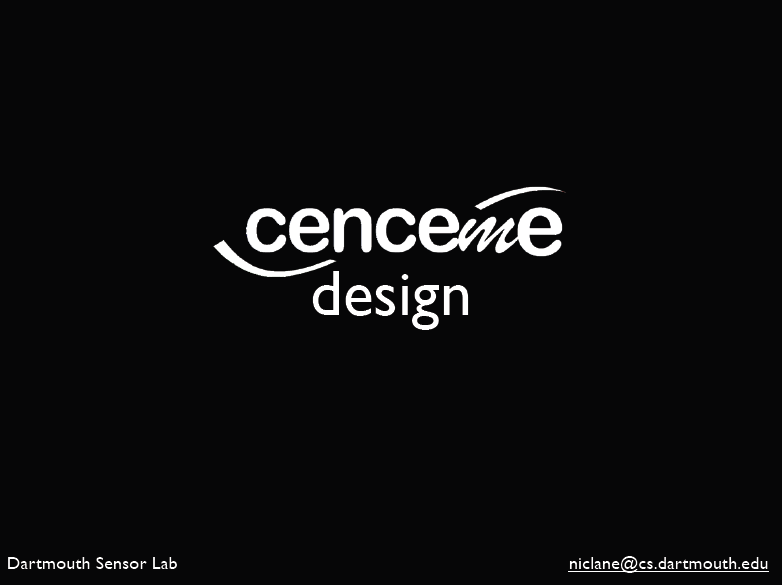 cenceme
design
Dartmouth Sensor Lab
niclane@cs.dartmouth.edu